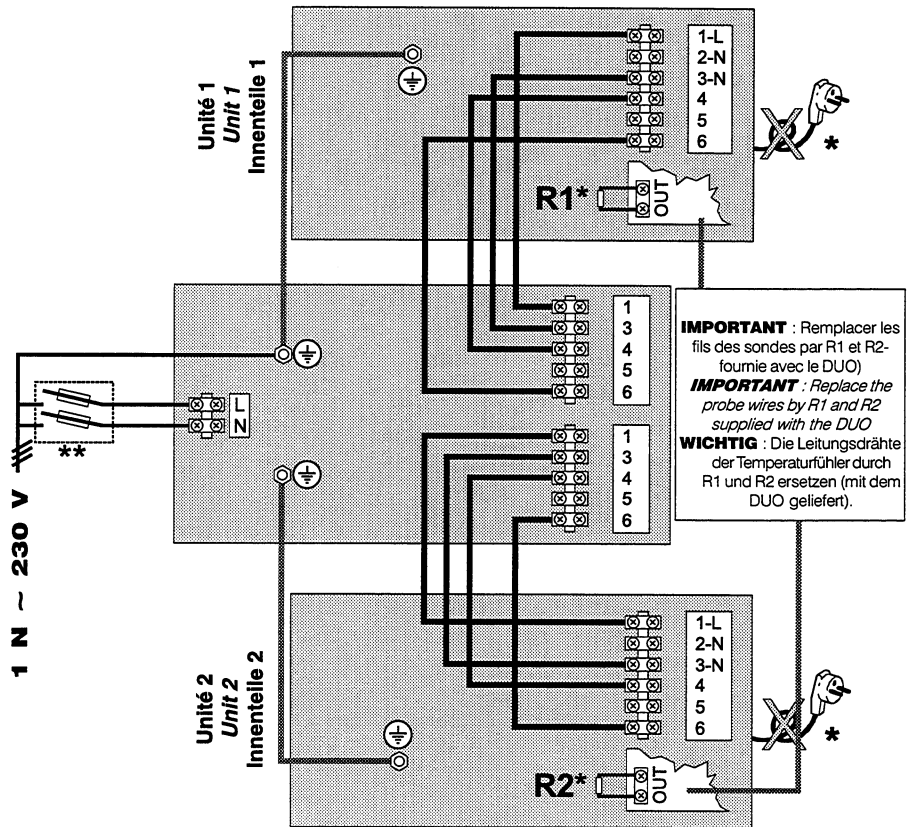 Unité 1
Unit 1
Innenteile 1
1-L
2-N
3-N
4
5
6
*
R1*
OUT
1
3
4
5
6
L
N
**
1
3
4
5
6
1 N ~ 230 V
IMPORTANT : Remplacer les
fils des sondes par R1 et R2-
fournie avec le DUO)
IMPORTANT : Replace the
probe wires by R1 and R2
supplied with the DUO
WICHTIG : Die Leitungsdrähte
der Temperaturfühler durch
R1 und R2 ersetzen (mit dem
DUO geliefert).
Unité 2
Unit 2
Innenteile 2
1-L
2-N
3-N
4
5
6
*
R2*
OUT